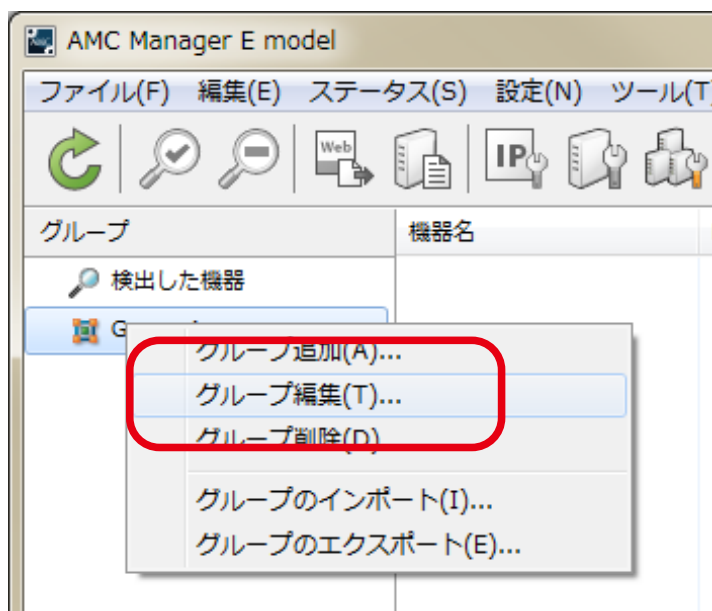 AMC Manager E model
ファイル(F) 編集(E) ステータス(S) 設定(N) ツール(T)
Web
IP
グループ 機器名
検出した機器
グループ追加(A)...
グループ編集(T)...
グループ削除(D)
グループのインポート(I)...
グループのエクスポート(E)...